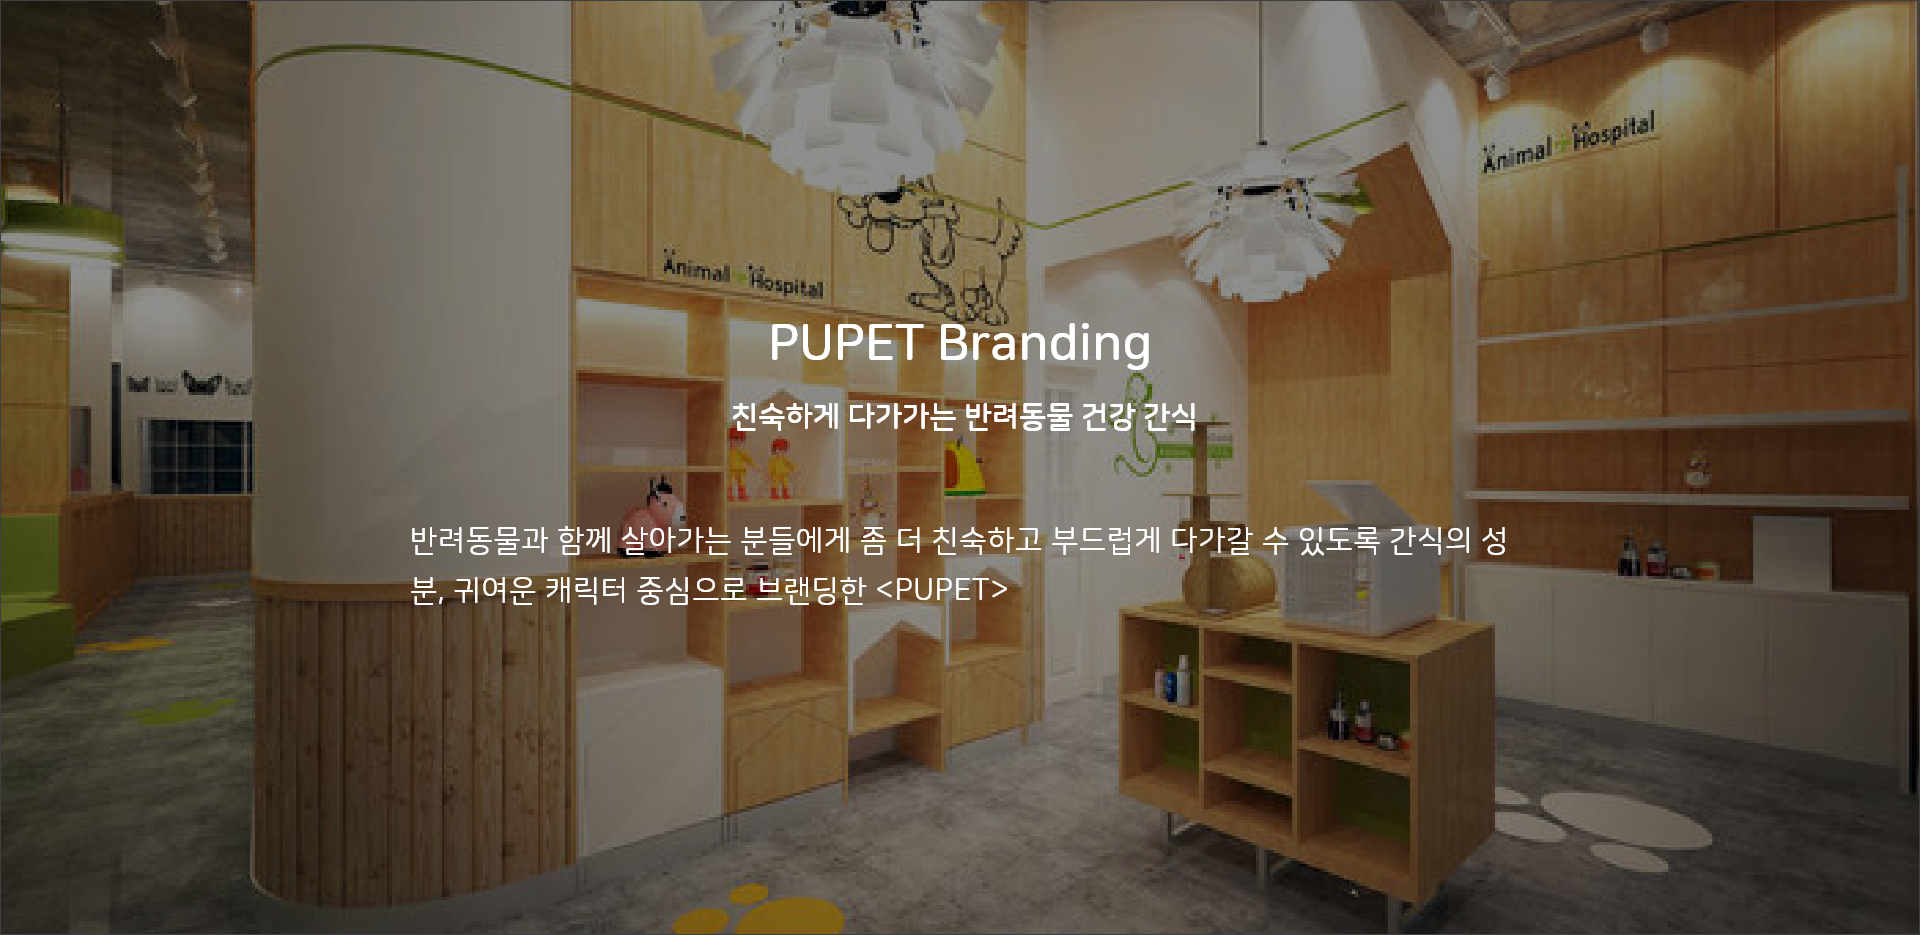 Animal Hospital
Animal Hospital
PUPET Branding
친숙하게 다가가는 반려동물 건강 간식
반려동물과 함께 살아가는 분들에게 좀 더 친숙하고 부드럽게 다가갈 수 있도록 간식의 성
분, 귀여운 캐릭터 중심으로 브랜딩한 <PUPET>